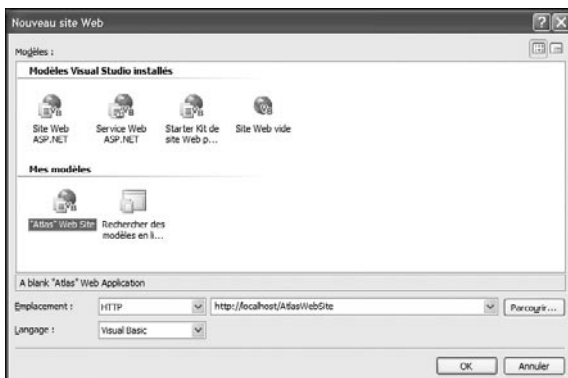 Nouveau site Web
Modèles :
Modèles Visual Studio installés
Site Web
ASP.NET
Service Web
ASP.NET
Starter Kit de
site Web p...
Site Web vide
Mes modèles
"Atlas" Web Site
Rechercher des
modèles en li...
A blank "Atlas" Web Application
Emplacement :
HTTP
http://localhost/AtlasWebSite
Parcourir...
Langage :
Visual Basic
OK
Annuler